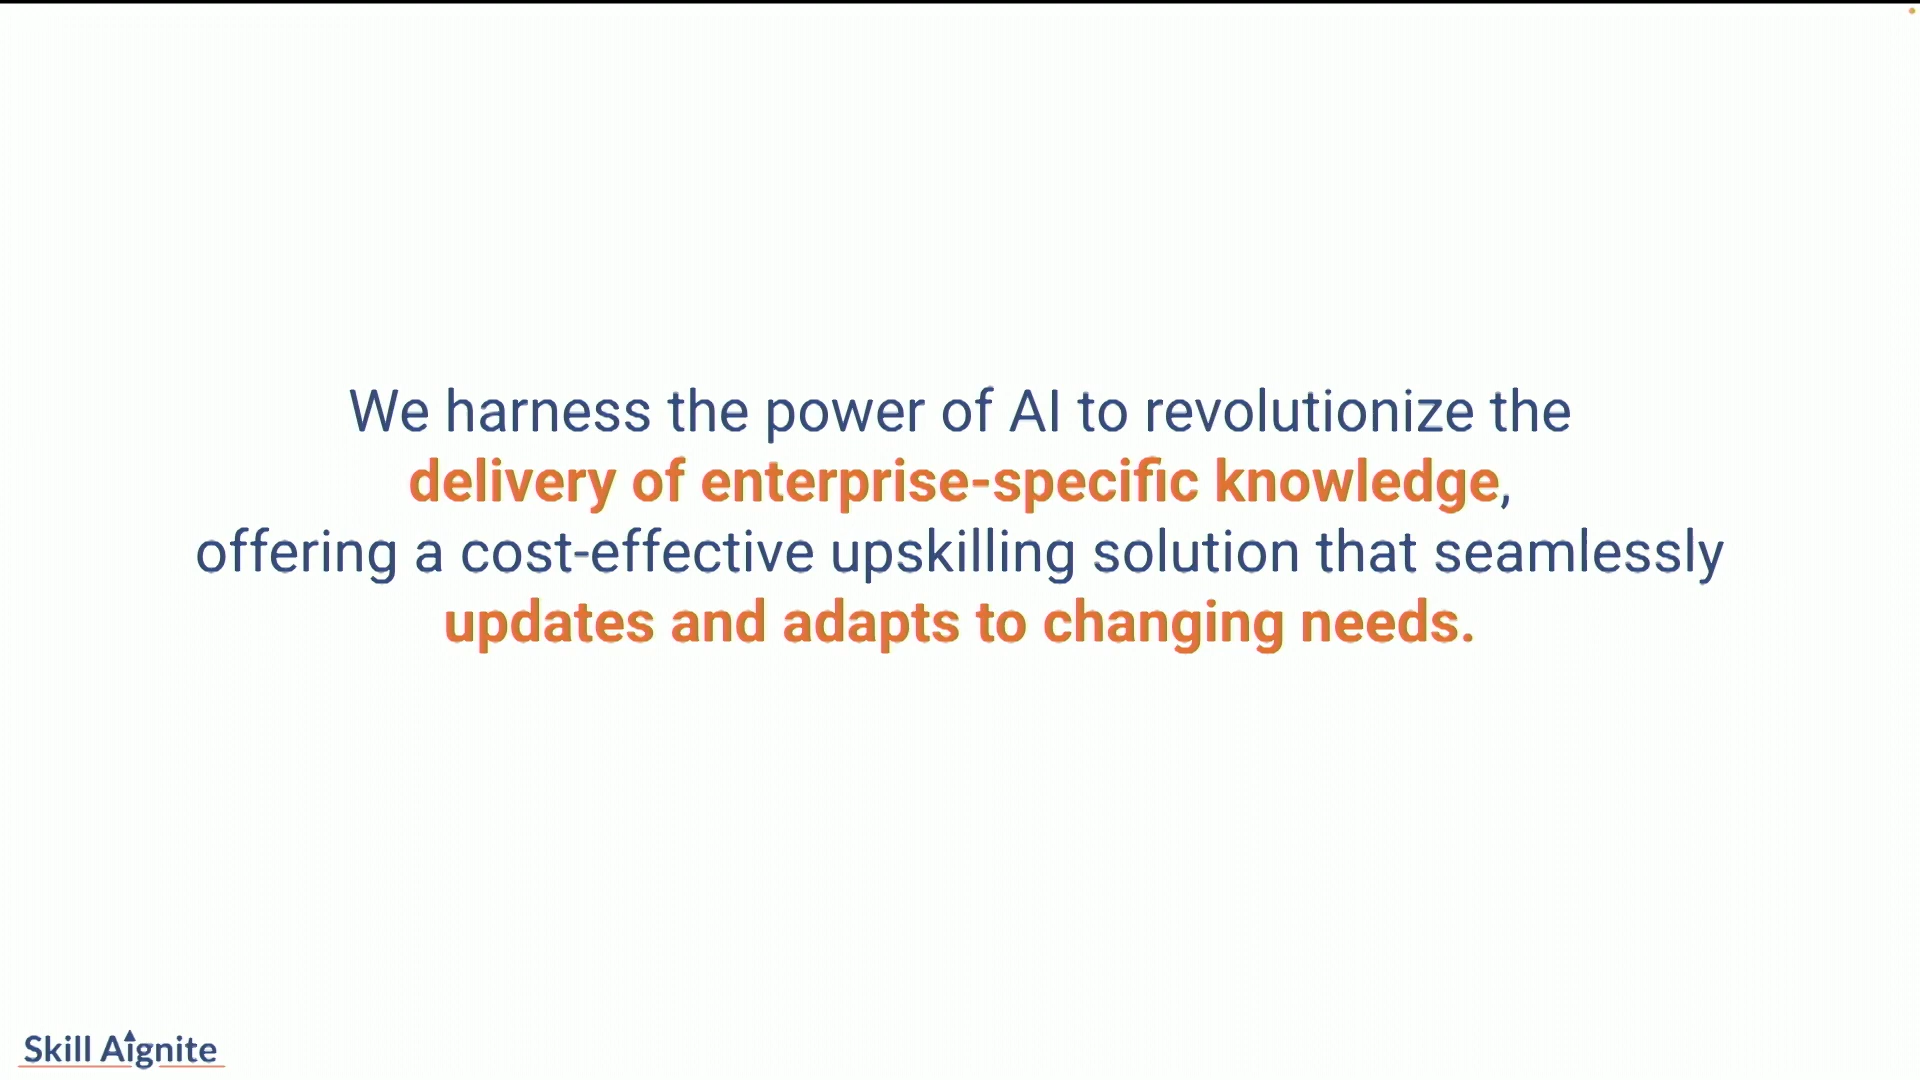 We harness the power of AI to revolutionize the
delivery of enterprise-specific knowledge,
offering a cost-effective upskilling solution that seamlessly
updates and adapts to changing needs.
Skill Aignite